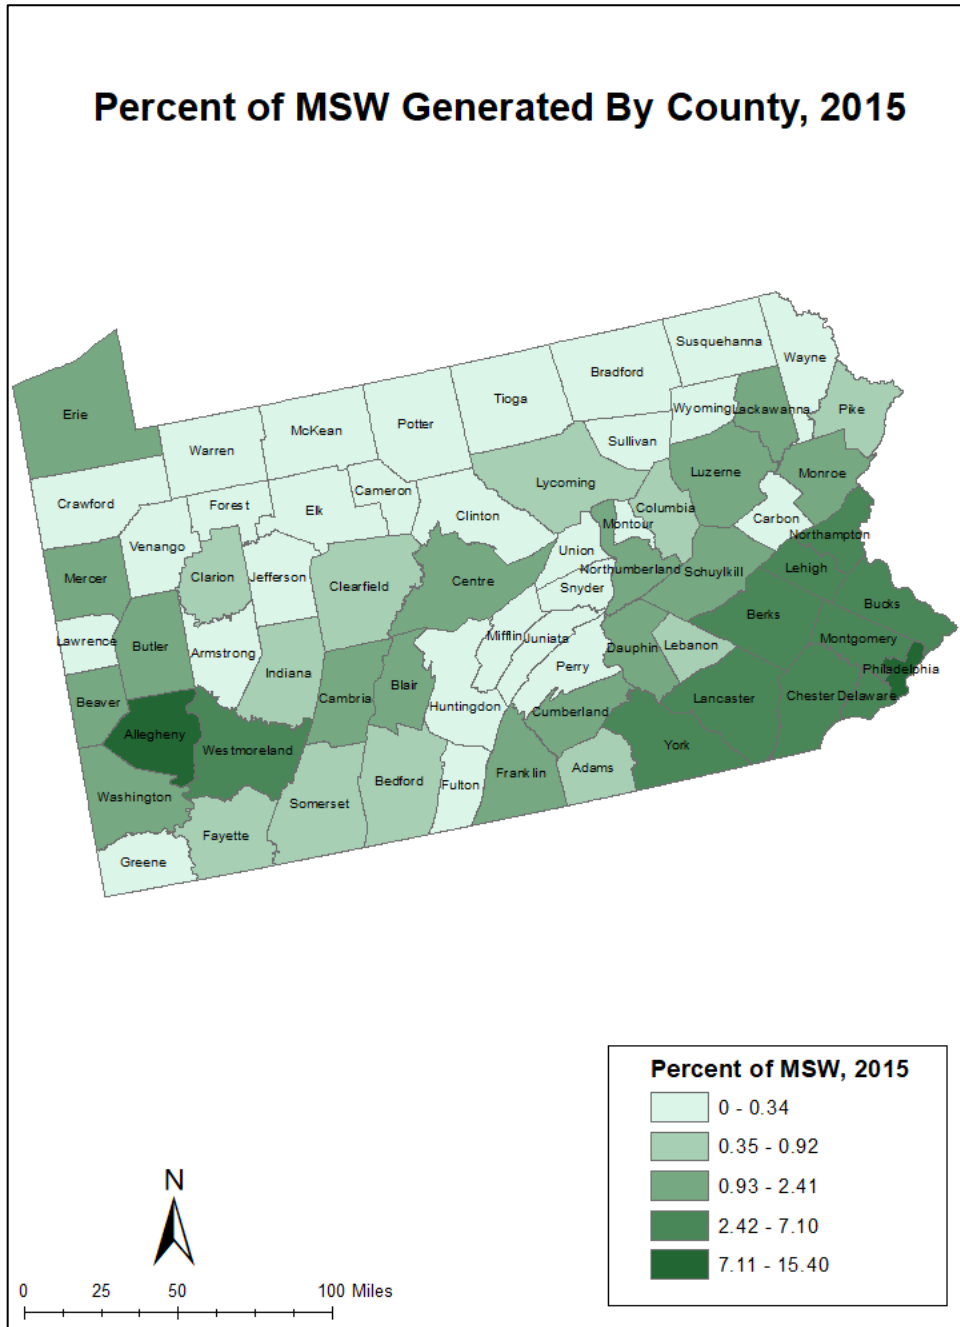 Percent of MSW Generated By County, 2015
Susquehanna
Wayne
Bradford
Tioga
Wyoming
Lackawanna
Pike
Erie
McKean
Potter
Warren
Sullivan
Luzerne
Monroe
Lycoming
Cameron
Crawford
Forest
Elk
Clinton
Columbia
Montour
Carbon
Northampton
Venango
Union
Mercer
Clarion
Jefferson
Clearfield
Centre
Northumberland
Schuylkill
Lehigh
Snyder
Bucks
Berks
Lawrence
Butler
Armstrong
Mifflin
Juniata
Dauphin
Lebanon
Montgomery
Indiana
Perry
Philadelphia
Beaver
Cambria
Blair
Huntingdon
Cumberland
Lancaster
Chester
Delaware
Allegheny
Westmoreland
York
Washington
Somerset
Bedford
Fulton
Franklin
Adams
Fayette
Greene
Percent of MSW, 2015
0 - 0.34
0.35 - 0.92
0.93 - 2.41
2.42 - 7.10
7.11 - 15.40
N
0 25 50 100 Miles